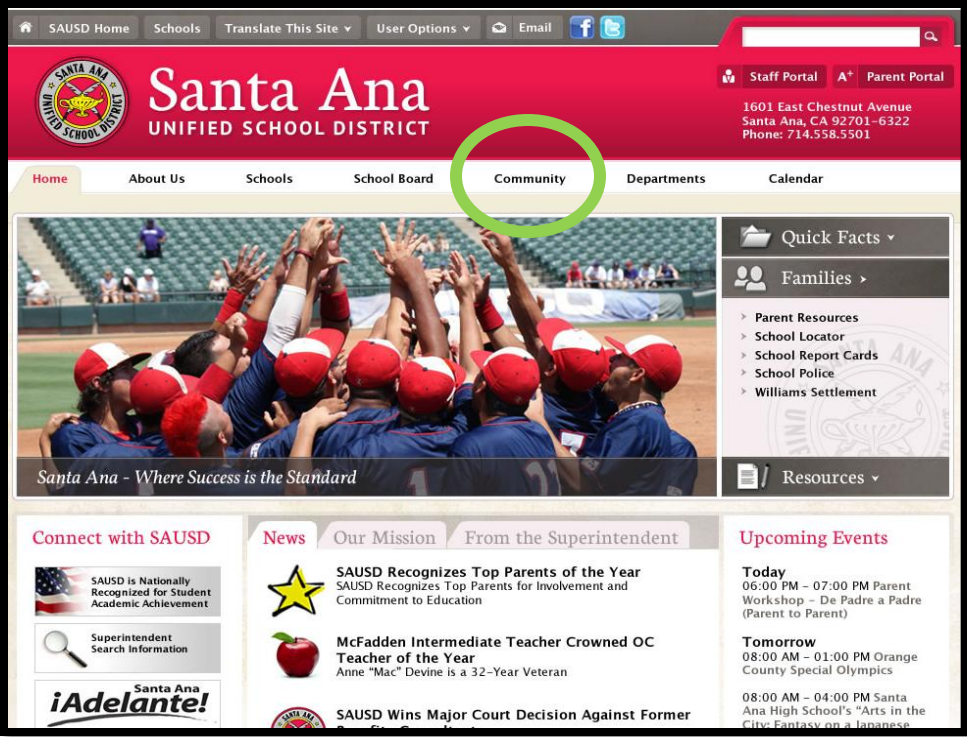 SAUSD Home Schools Translate This Site User Options Email
SANTA ANA
UNIFIED SCHOOL DISTRICT
Santa Ana
UNIFIED SCHOOL DISTRICT
Staff Portal A+ Parent Portal
1601 East Chestnut Avenue
Santa Ana, CA 92701-6322
Phone: 714.558.5501
Home About Us Schools School Board Community Departments Calendar
Santa Ana - Where Success is the Standard
Quick Facts
Families
Parent Resources
School Locator
School Report Cards
School Police
Williams Settlement
Resources
Connect with SAUSD
SAUSD is Nationally
Recognized for Student
Academic Achievement
Superintendent
Search Information
Santa Ana
¡Adelante!
News Our Mission From the Superintendent
SAUSD Recognizes Top Parents of the Year
SAUSD Recognizes Top Parents for Involvement and
Commitment to Education
McFadden Intermediate Teacher Crowned OC
Teacher of the Year
Anne "Mac" Devine is a 32-Year Veteran
SAUSD Wins Major Court Decision Against Former
Upcoming Events
Today
06:00 PM - 07:00 PM Parent
Workshop - De Padre a Padre
(Parent to Parent)
Tomorrow
08:00 AM - 01:00 PM Orange
County Special Olympics
08:00 AM - 04:00 PM Santa
Ana High School's "Arts in the
City: Fantasy on a Japanese